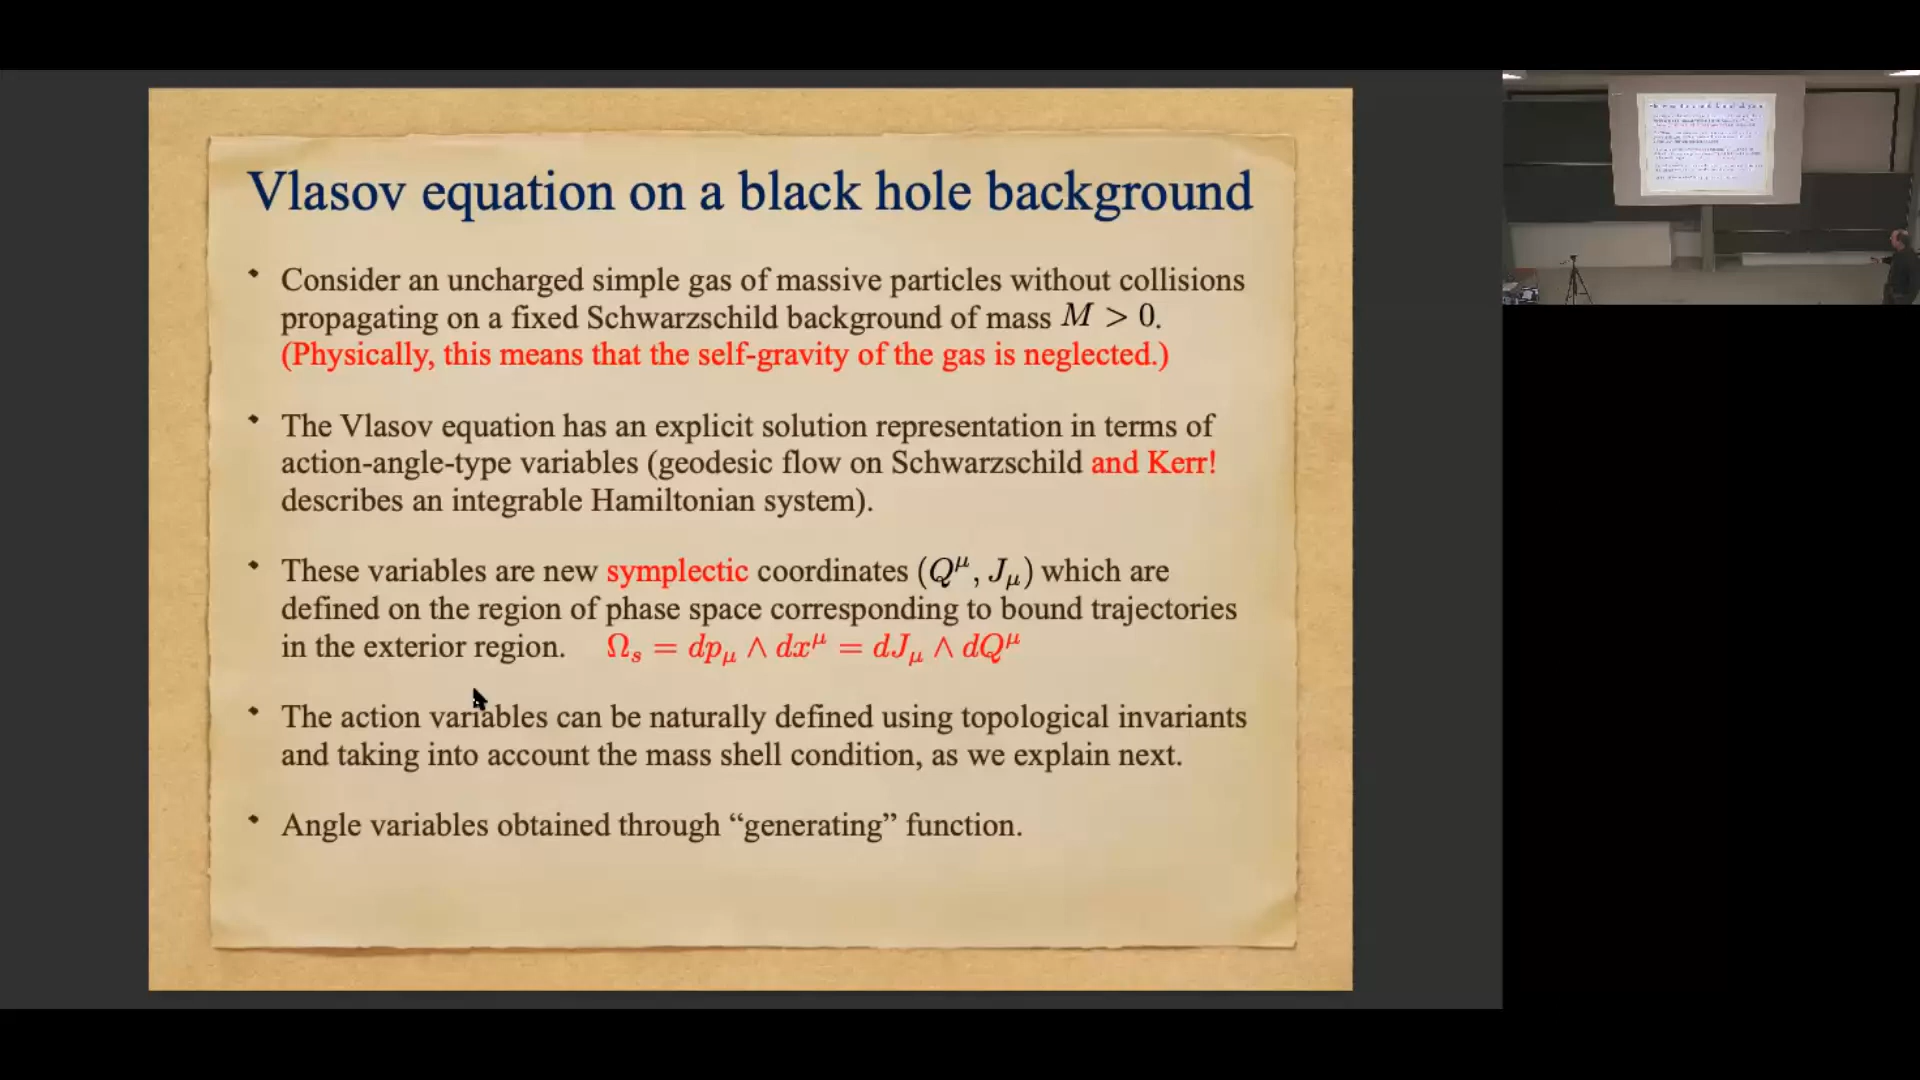 Vlasov equation on a black hole background
• Consider an uncharged simple gas of massive particles without collisions
propagating on a fixed Schwarzschild background of mass M > 0.
(Physically, this means that the self-gravity of the gas is neglected.)
• The Vlasov equation has an explicit solution representation in terms of
action-angle-type variables (geodesic flow on Schwarzschild and Kerr!
describes an integrable Hamiltonian system).
• These variables are new symplectic coordinates (Q^μ, J_μ) which are
defined on the region of phase space corresponding to bound trajectories
in the exterior region. Ω_s = dp_μ ∧ dx^μ = dJ_μ ∧ dQ^μ
• The action variables can be naturally defined using topological invariants
and taking into account the mass shell condition, as we explain next.
• Angle variables obtained through “generating” function.